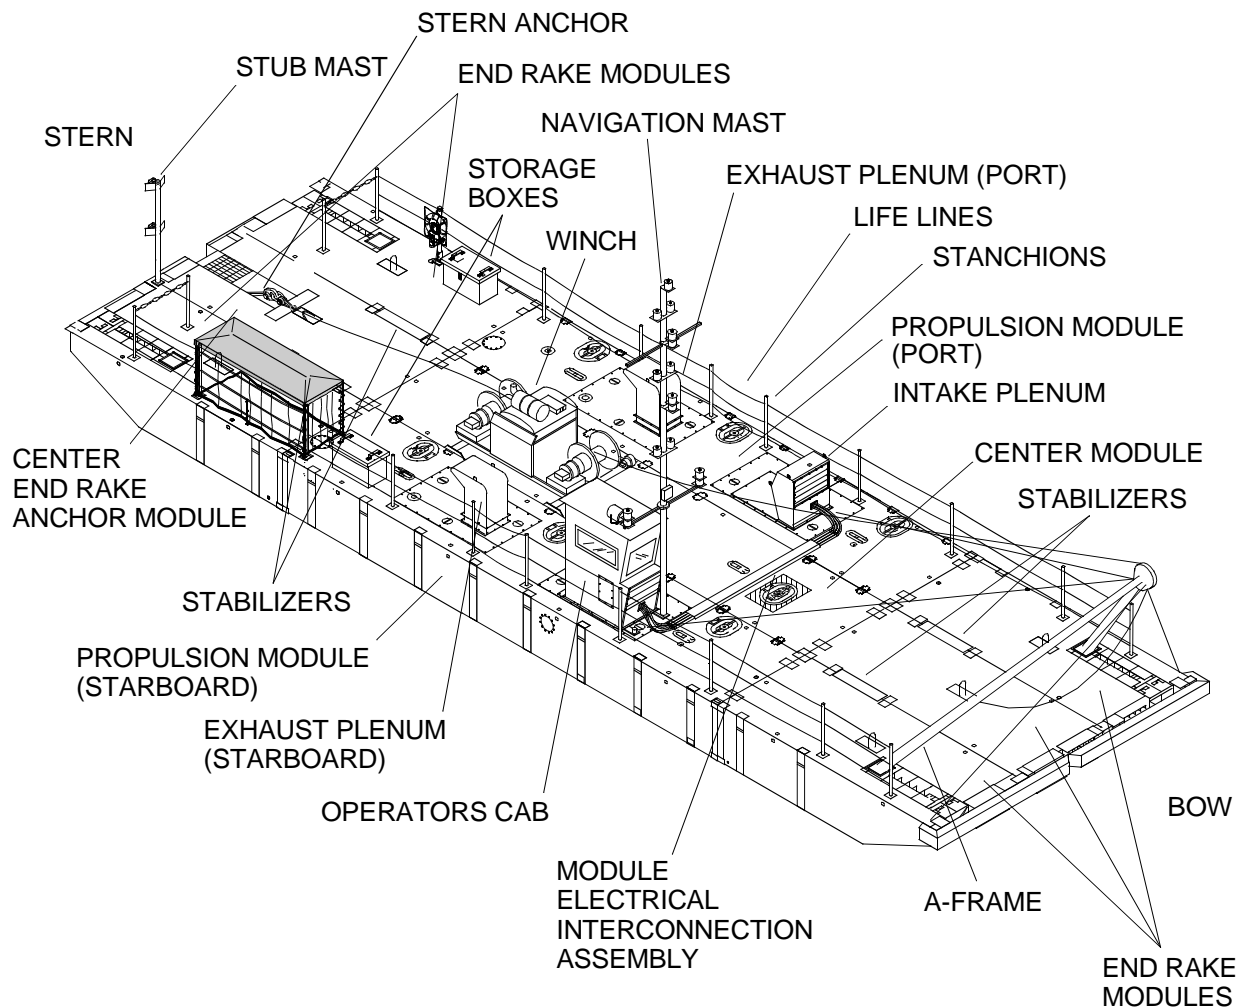 STERN ANCHOR
STUB MAST
END RAKE MODULES
STERN
NAVIGATION MAST
STORAGE
BOXES
EXHAUST PLENUM (PORT)
LIFE LINES
WINCH
STANCHIONS
PROPULSION MODULE
(PORT)
INTAKE PLENUM
CENTER MODULE
STABILIZERS
CENTER
END RAKE
ANCHOR MODULE
STABILIZERS
PROPULSION MODULE
(STARBOARD)
EXHAUST PLENUM
(STARBOARD)
OPERATORS CAB
BOW
MODULE
ELECTRICAL
INTERCONNECTION
ASSEMBLY
A-FRAME
END RAKE
MODULES